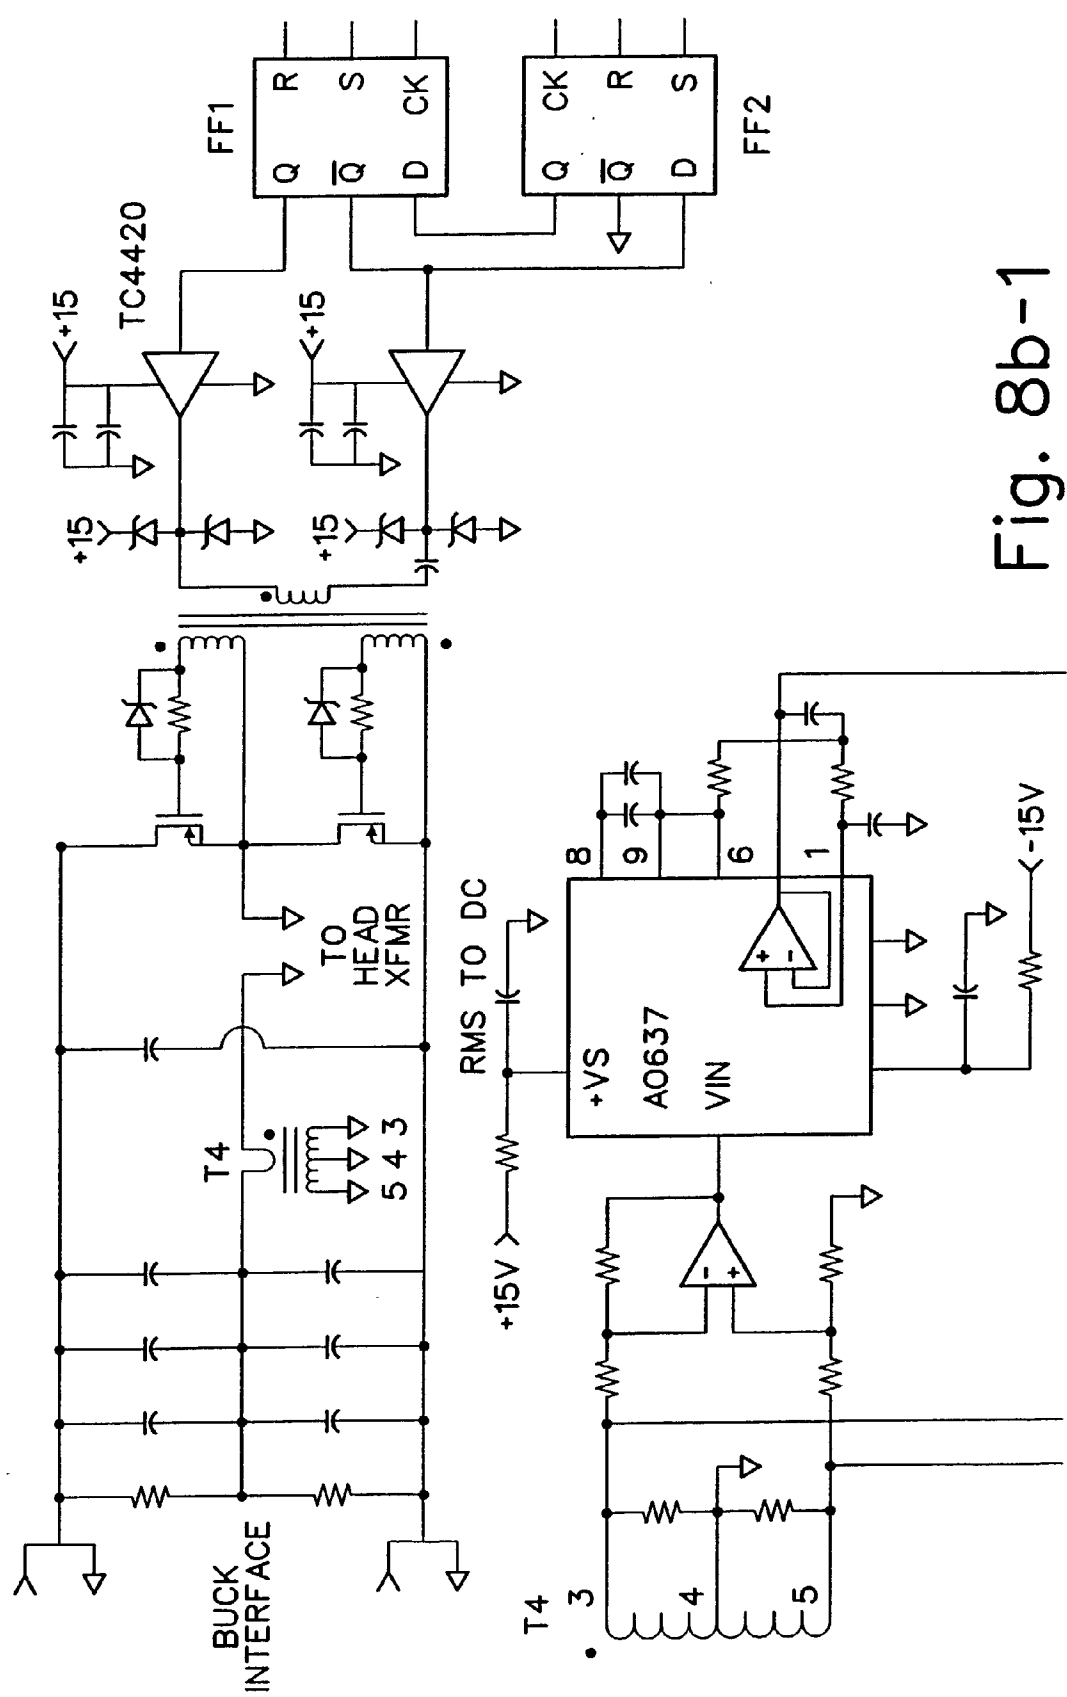 FF1
R
S
CK
Q
Q
D
FF2
CK
R
S
Q
Q
D
TC4420
+15
+15
+15
+15
TO
HEAD
XFMR
T4
5 4 3
BUCK
INTERFACE
RMS TO DC
+15V
+VS
AO637
VIN
8
9
6
1
+
-
-
+
-15V
T4
3
4
5
Fig. 8b-1